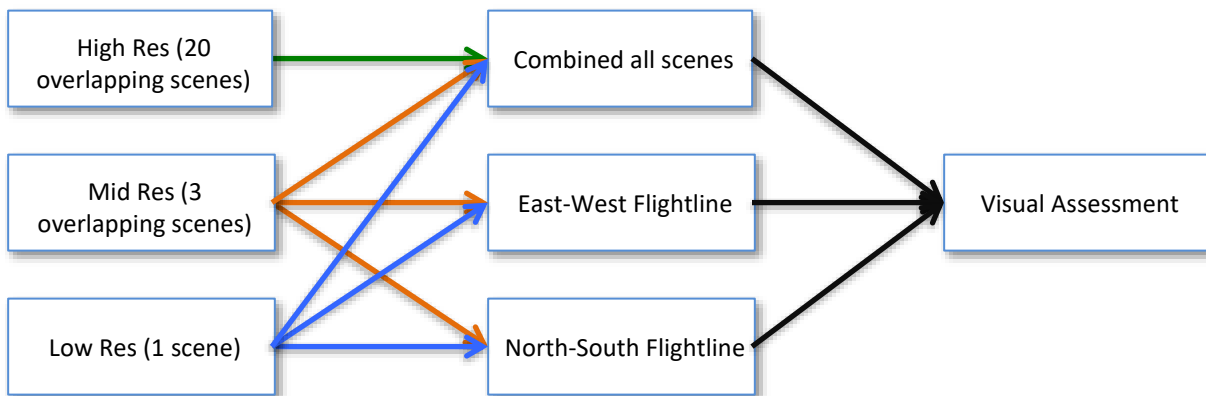 High Res (20
overlapping scenes)
Combined all scenes
Mid Res (3
overlapping scenes)
East-West Flightline
Visual Assessment
Low Res (1 scene)
North-South Flightline